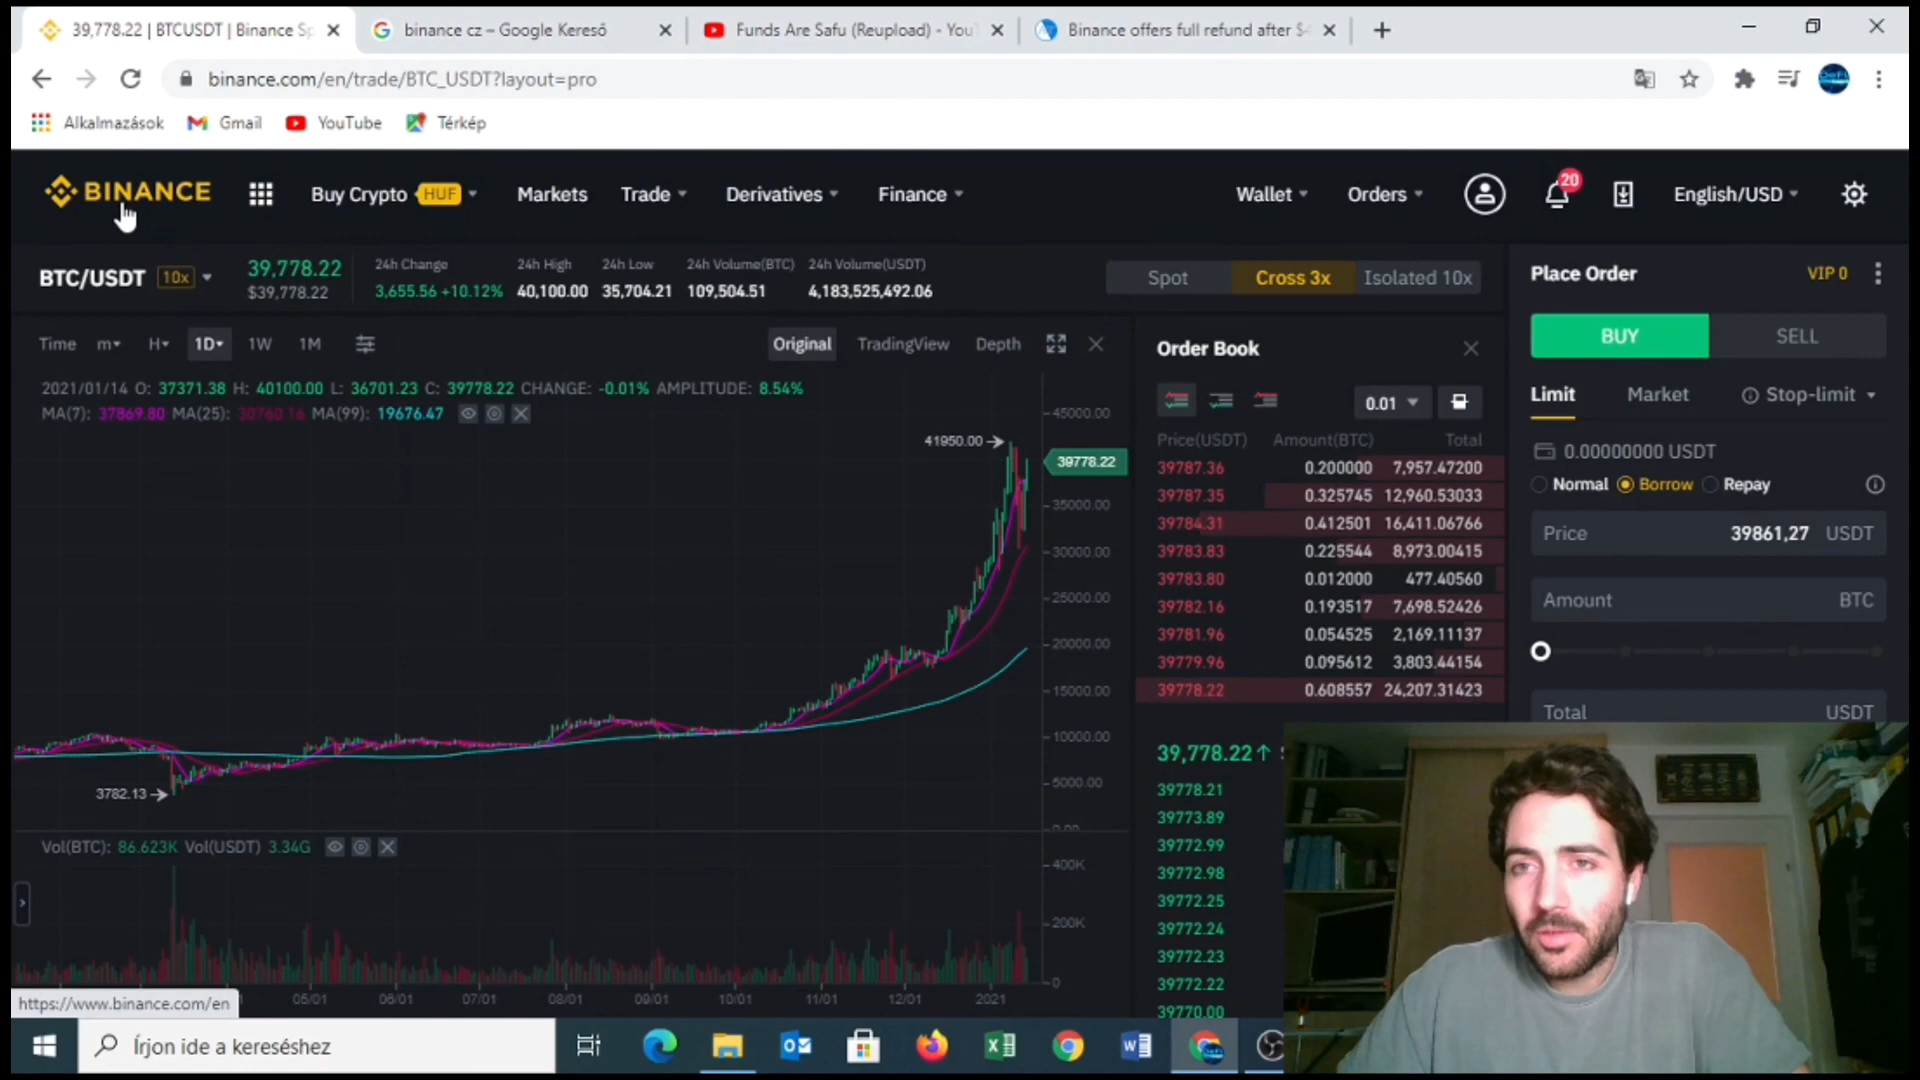 39,778.22 | BTCUSDT | Binance Sp
binance cz – Google Kereső
Funds Are Safu (Reupload) - You
Binance offers full refund after $4
binance.com/en/trade/BTC_USDT?layout=pro
Alkalmazások Gmail YouTube Térkép
BINANCE Buy Crypto HUF Markets Trade Derivatives Finance Wallet Orders 20 English/USD
BTC/USDT 10x 39,778.22 $39,778.22
24h Change 24h High 24h Low 24h Volume(BTC) 24h Volume(USDT)
3,655.56 +10.12% 40,100.00 35,704.21 109,504.51 4,183,525,492.06
Spot Cross 3x Isolated 10x
Time m H 1D 1W 1M Original TradingView Depth
2021/01/14 O: 37371.38 H: 40100.00 L: 36701.23 C: 39778.22 CHANGE: -0.01% AMPLITUDE: 8.54%
MA(7): 37869.80 MA(25): 30760.16 MA(99): 19676.47
45000.00
41950.00
39778.22
35000.00
30000.00
25000.00
20000.00
15000.00
10000.00
5000.00
0.00
3782.13
Vol(BTC): 86.623K Vol(USDT) 3.34G
400K
200K
0
05/01 06/01 07/01 08/01 09/01 10/01 11/01 12/01 2021
https://www.binance.com/en
Order Book
0.01
Price(USDT) Amount(BTC) Total
39787.36 0.200000 7,957.47200
39787.35 0.325745 12,960.53033
39784.31 0.412501 16,411.06766
39783.83 0.225544 8,973.00415
39783.80 0.012000 477.40560
39782.16 0.193517 7,698.52426
39781.96 0.054525 2,169.11137
39779.96 0.095612 3,803.44154
39778.22 0.608557 24,207.31423
39,778.22↑
39778.21
39773.89
39772.99
39772.98
39772.25
39772.24
39772.23
39772.22
39770.00
Place Order VIP 0
BUY SELL
Limit Market Stop-limit
0.00000000 USDT
Normal Borrow Repay
Price 39861,27 USDT
Amount BTC
Total USDT
Írjon ide a kereséshez